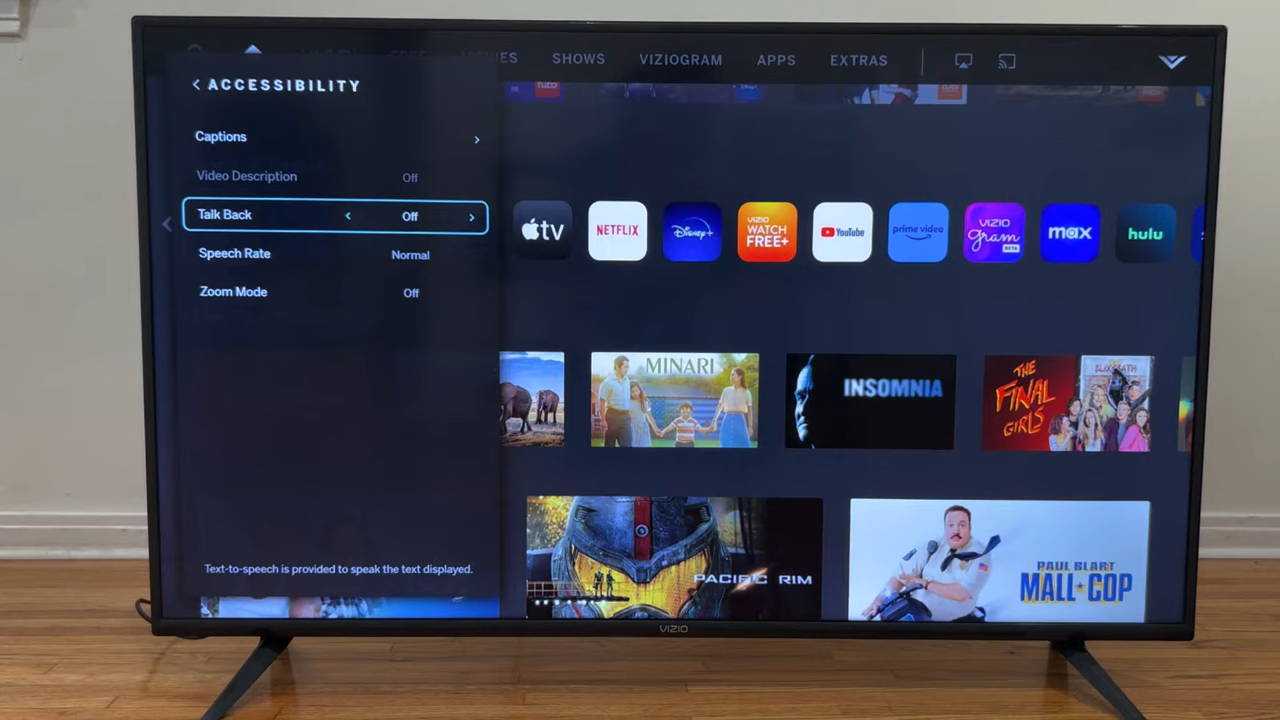 MOVIES
SHOWS
VIZIOGRAM
APPS
EXTRAS
ACCESSIBILITY
Captions
Video Description Off
Talk Back Off
Speech Rate Normal
Zoom Mode Off
Text-to-speech is provided to speak the text displayed.
tv
NETFLIX
Disney+
VIZIO
WATCH
FREE+
YouTube
prime video
VIZIO
gram
BETA
max
hulu
MINARI
INSOMNIA
THE
FINAL
GIRLS
PACIFIC RIM
PAUL BLART
MALL COP
VIZIO